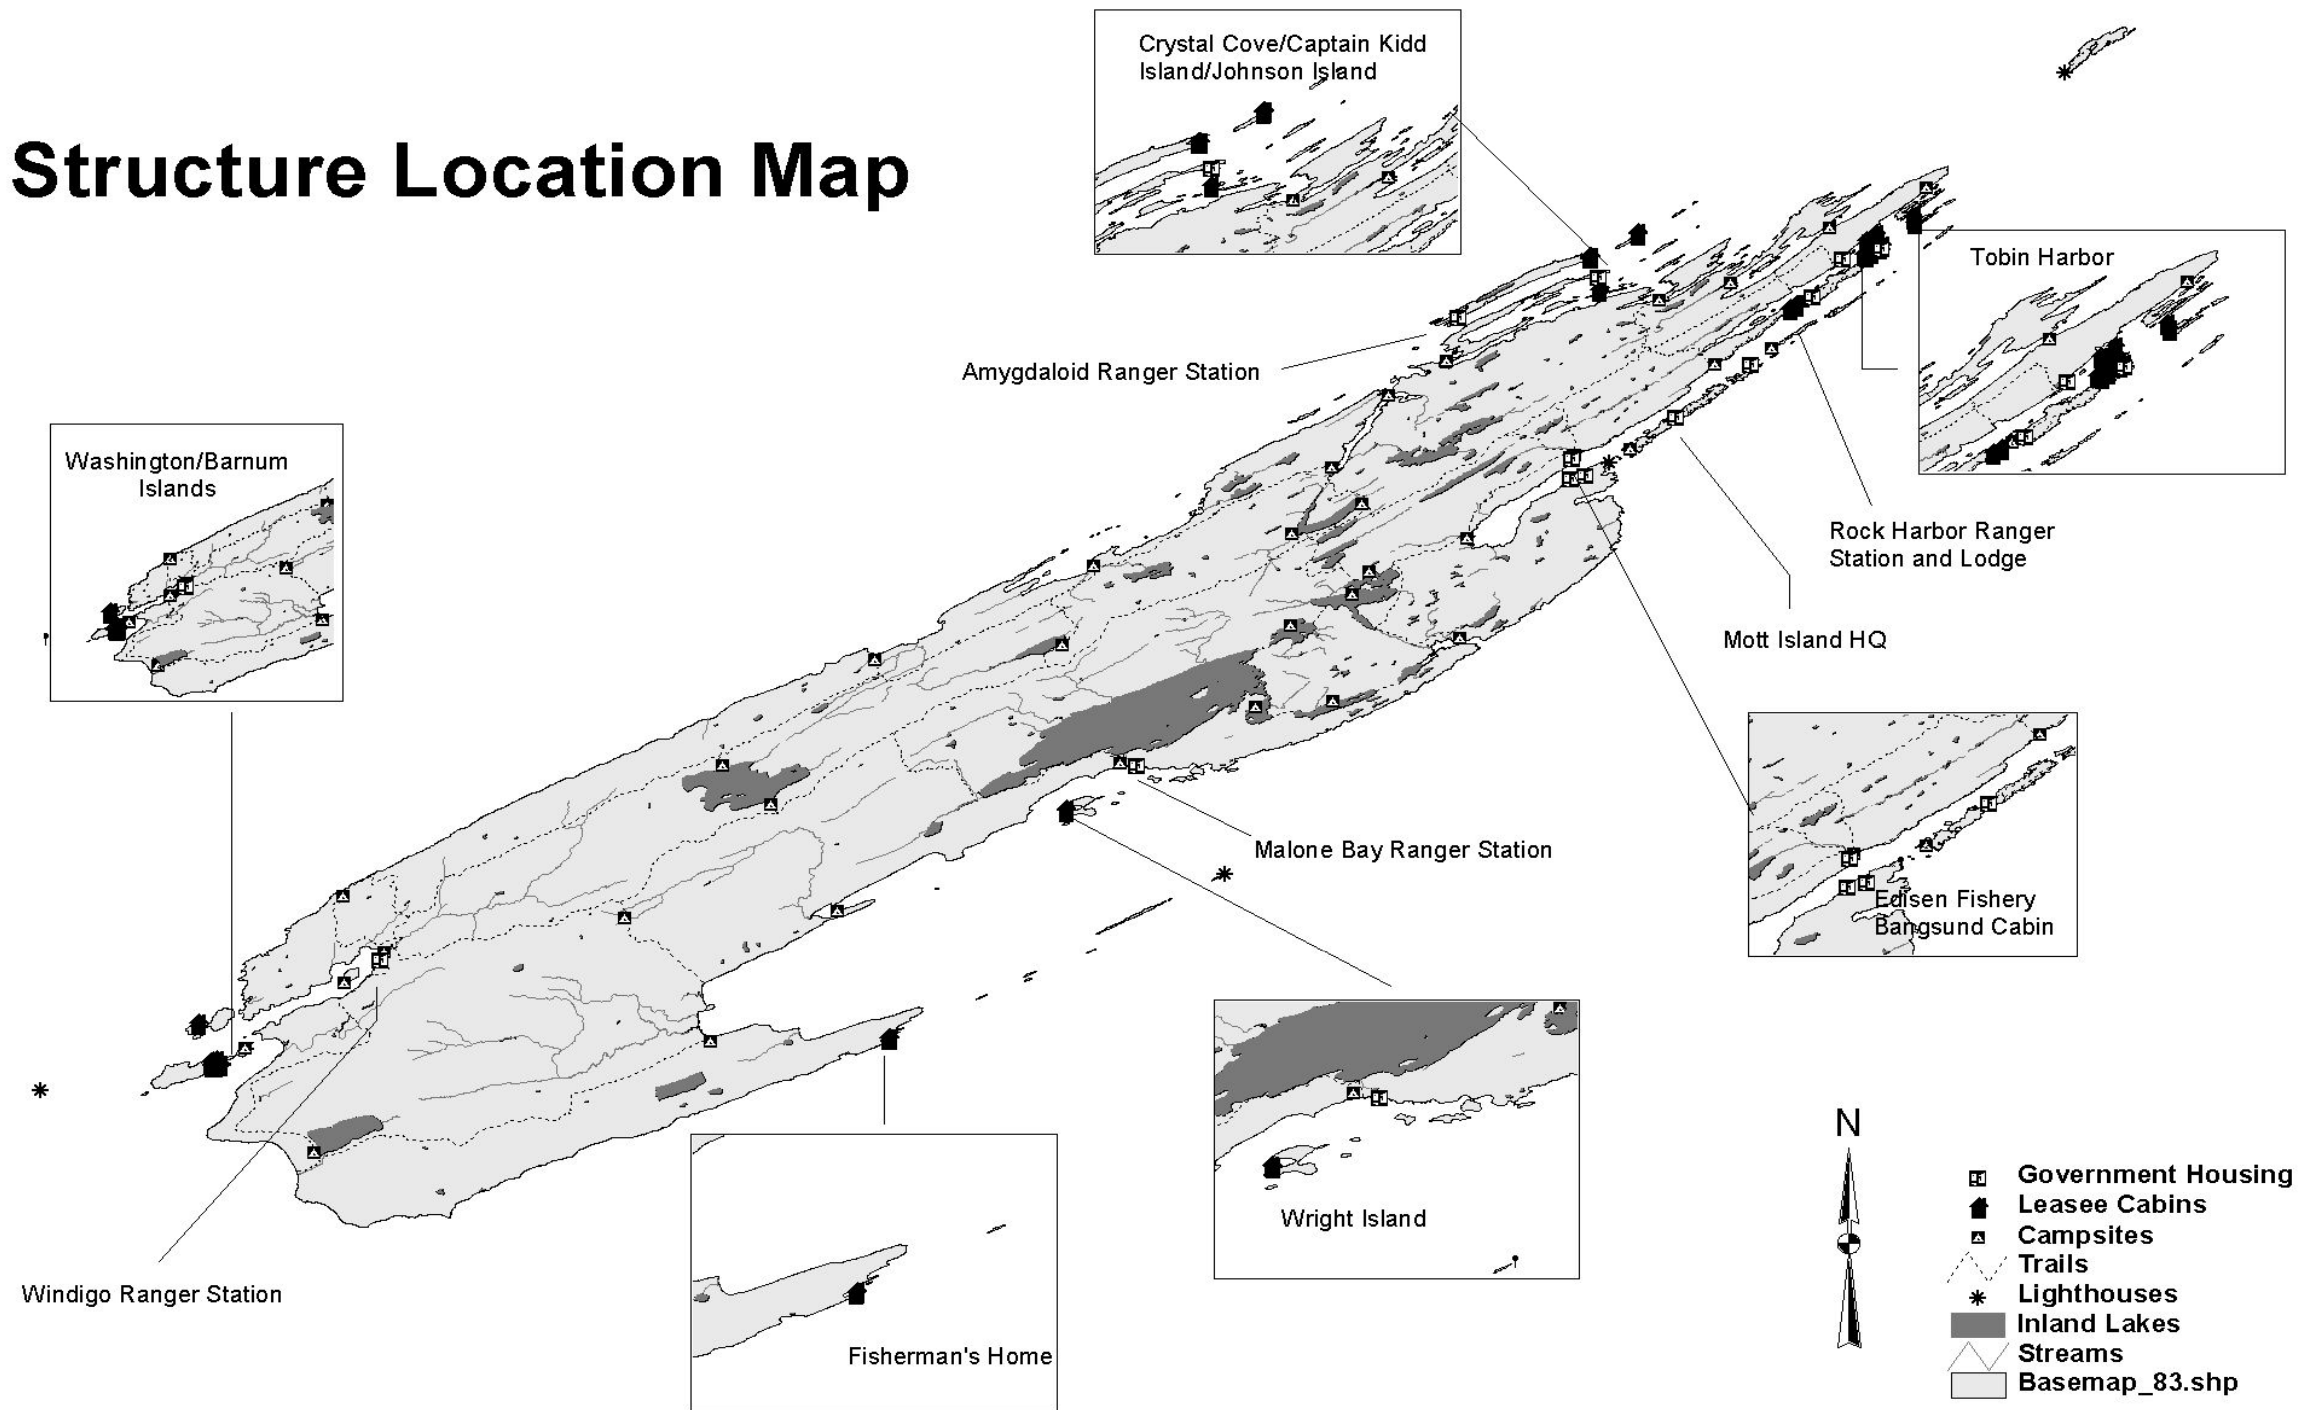 Structure Location Map
Crystal Cove/Captain Kidd
Island/Johnson Island
Tobin Harbor
Amygdaloid Ranger Station
Washington/Barnum
Islands
Rock Harbor Ranger
Station and Lodge
Mott Island HQ
Edisen Fishery
Bangsund Cabin
Malone Bay Ranger Station
Wright Island
Windigo Ranger Station
Fisherman's Home
N
Government Housing
Leasee Cabins
Campsites
Trails
Lighthouses
Inland Lakes
Streams
Basemap_83.shp